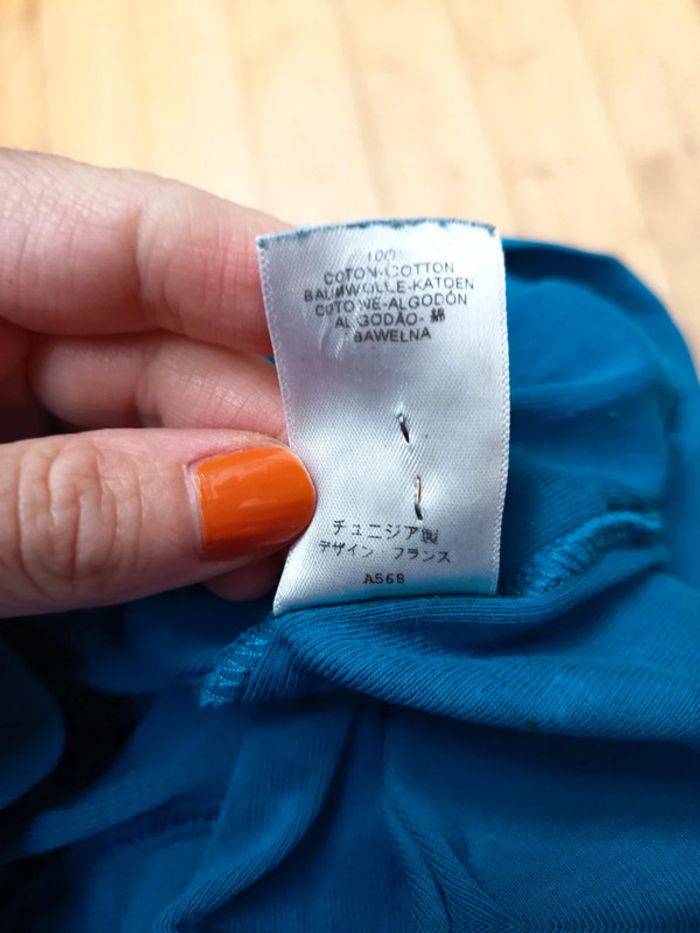 100
COTON-COTTON
BAUMWOLLE-KATOEN
COTONE-ALGODÓN
ALGODÃO-綿
BAWELNA
チュニジア製
デザイン フランス
A568